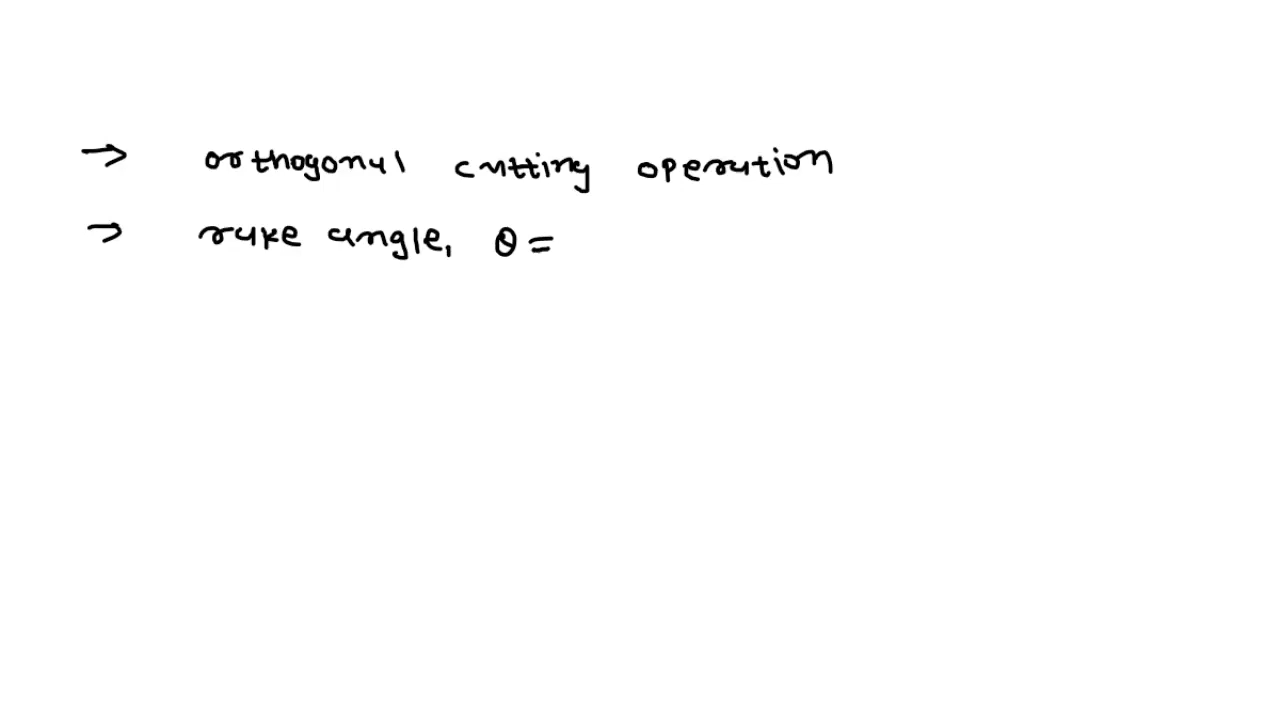 → orthogonal cutting operation
→ rake angle, θ =